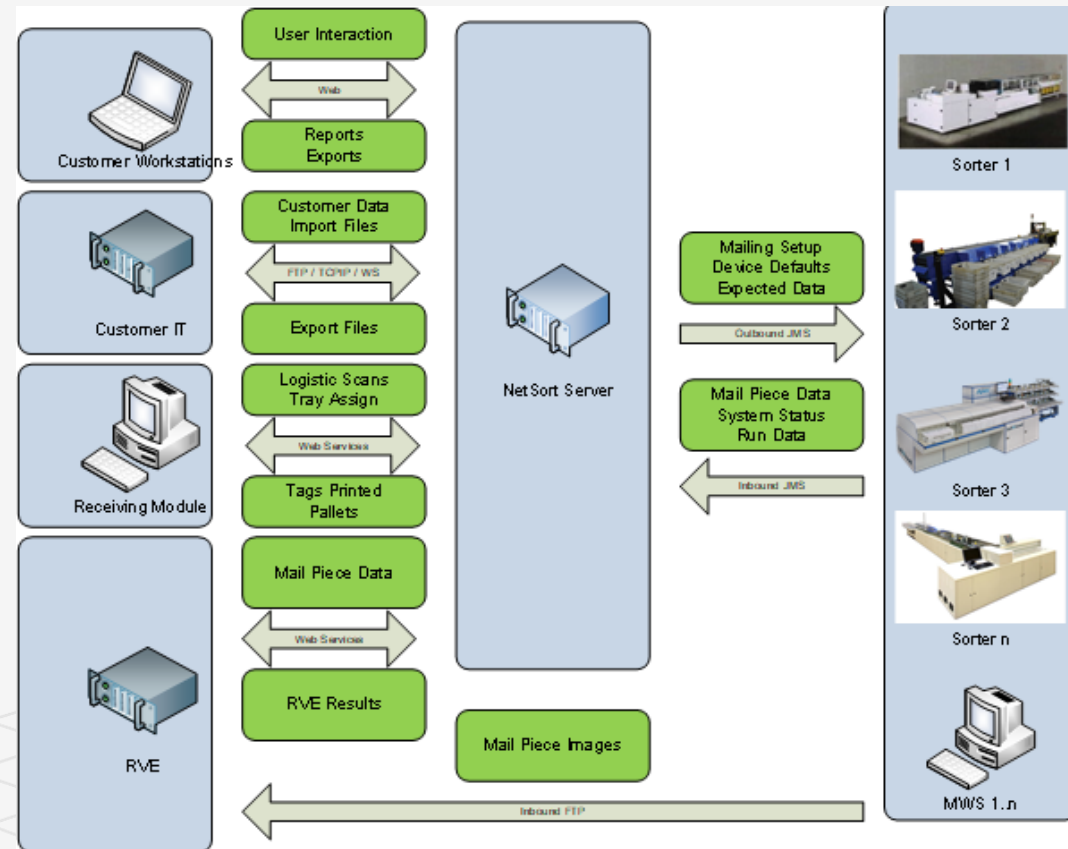 User Interaction
Web
Reports
Exports
Customer Workstations
Customer Data
Import Files
FTP / TCPIP / WS
Export Files
Customer IT
Logistic Scans
Tray Assign
Web Services
Tags Printed
Pallets
Receiving Module
Mail Piece Data
Web Services
RVE Results
RVE
NetSort Server
Mail Piece Images
Inbound FTP
Mailing Setup
Device Defaults
Expected Data
Outbound JMS
Mail Piece Data
System Status
Run Data
Inbound JMS
Sorter 1
Sorter 2
Sorter 3
Sorter n
MWS 1..n